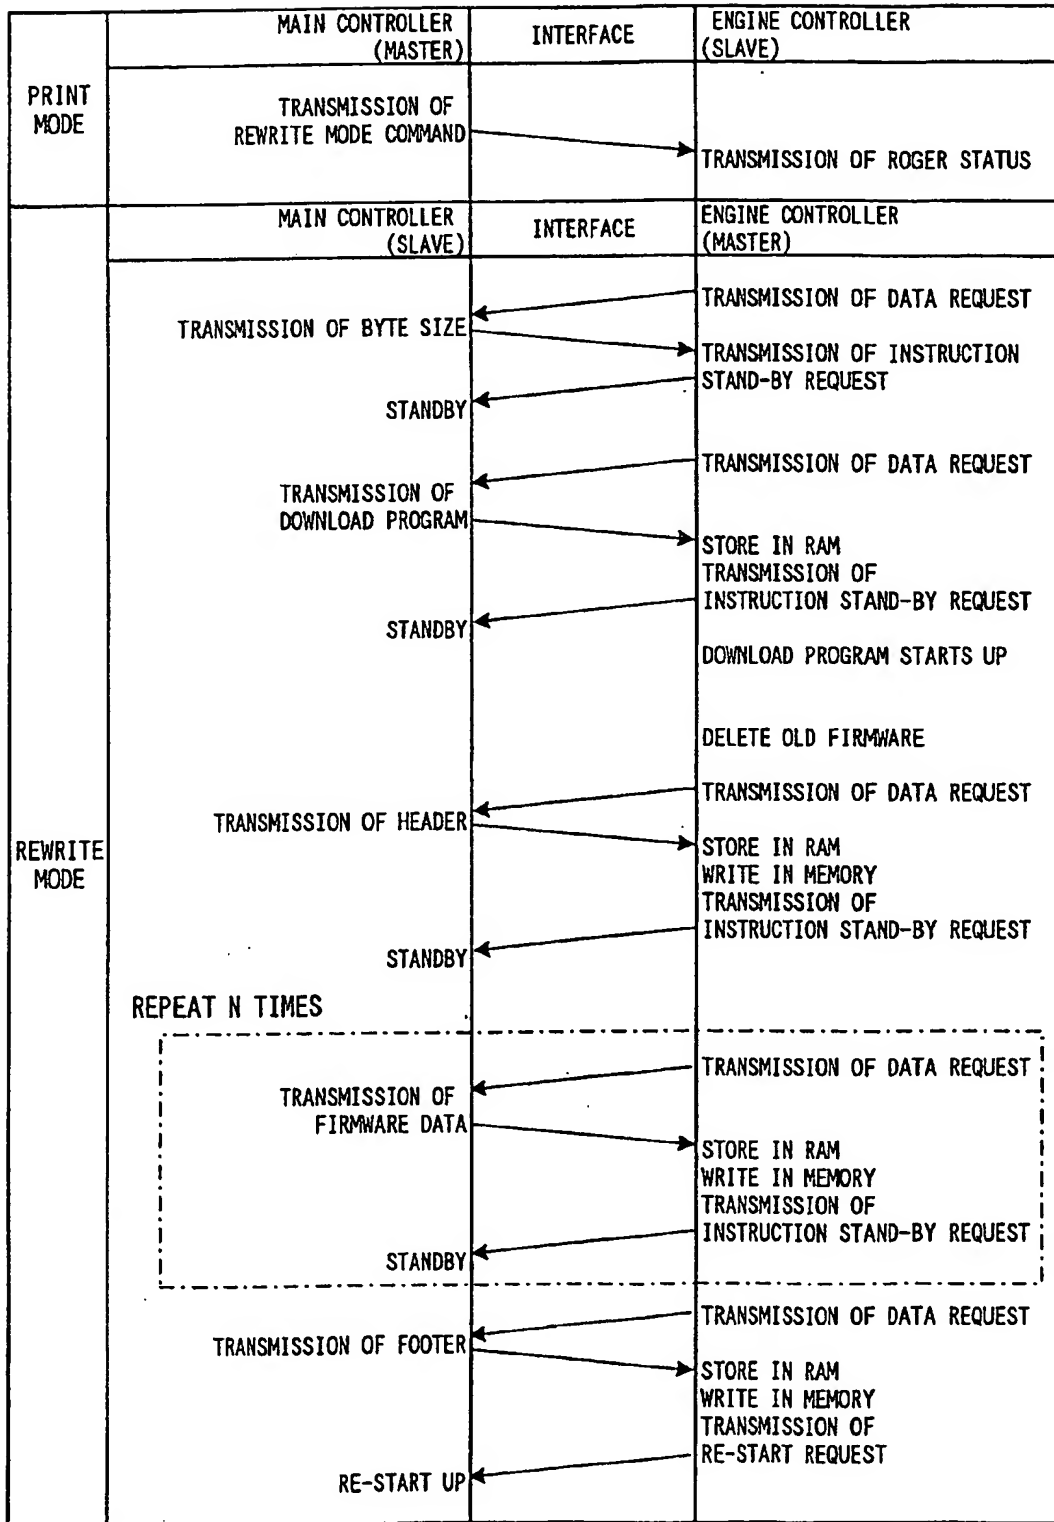 MAIN CONTROLLER
(MASTER)
INTERFACE
ENGINE CONTROLLER
(SLAVE)
PRINT
MODE
TRANSMISSION OF
REWRITE MODE COMMAND
TRANSMISSION OF ROGER STATUS
MAIN CONTROLLER
(SLAVE)
INTERFACE
ENGINE CONTROLLER
(MASTER)
TRANSMISSION OF DATA REQUEST
TRANSMISSION OF BYTE SIZE
TRANSMISSION OF INSTRUCTION
STAND-BY REQUEST
STANDBY
TRANSMISSION OF DATA REQUEST
TRANSMISSION OF
DOWNLOAD PROGRAM
STORE IN RAM
TRANSMISSION OF
INSTRUCTION STAND-BY REQUEST
STANDBY
DOWNLOAD PROGRAM STARTS UP
DELETE OLD FIRMWARE
TRANSMISSION OF DATA REQUEST
TRANSMISSION OF HEADER
REWRITE
MODE
STORE IN RAM
WRITE IN MEMORY
TRANSMISSION OF
INSTRUCTION STAND-BY REQUEST
STANDBY
REPEAT N TIMES
TRANSMISSION OF DATA REQUEST
TRANSMISSION OF
FIRMWARE DATA
STORE IN RAM
WRITE IN MEMORY
TRANSMISSION OF
INSTRUCTION STAND-BY REQUEST
STANDBY
TRANSMISSION OF DATA REQUEST
TRANSMISSION OF FOOTER
STORE IN RAM
WRITE IN MEMORY
TRANSMISSION OF
RE-START REQUEST
RE-START UP